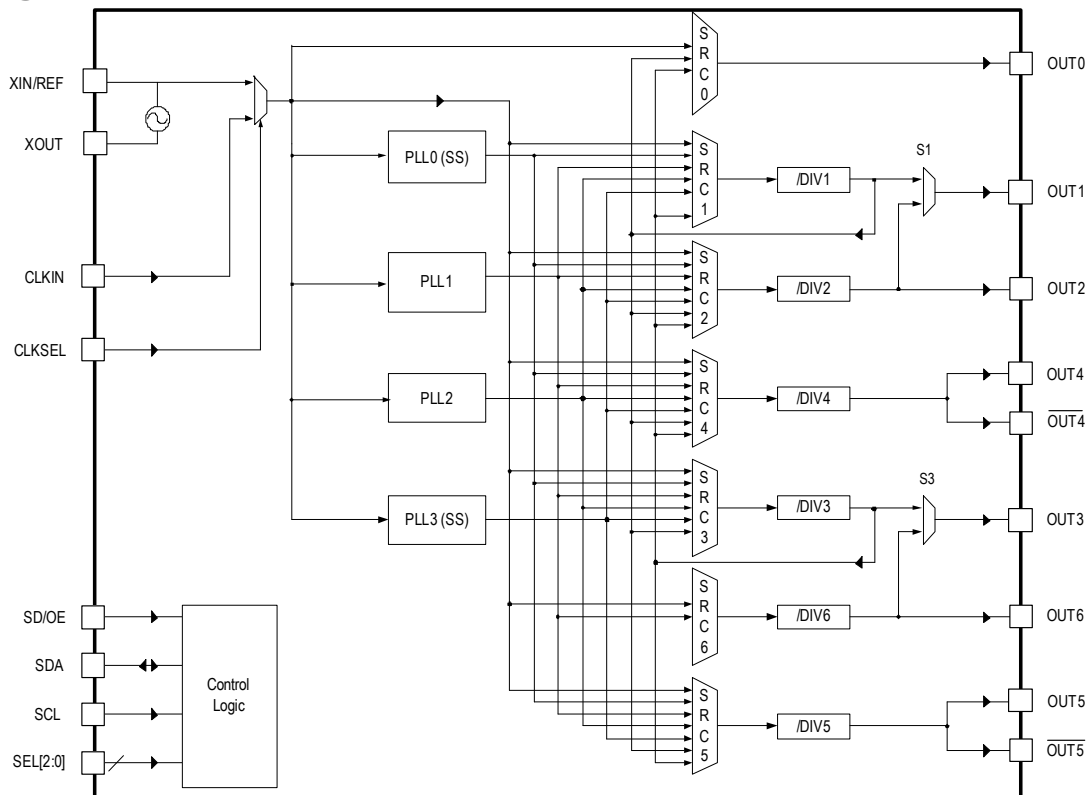 XIN/REF
XOUT
CLKIN
CLKSEL
SD/OE
SDA
SCL
SEL[2:0]
Control
Logic
PLL0 (SS)
PLL1
PLL2
PLL3 (SS)
S
R
C
0
S
R
C
1
S
R
C
2
S
R
C
4
S
R
C
3
S
R
C
6
S
R
C
5
/DIV1
/DIV2
/DIV4
/DIV3
/DIV6
/DIV5
S1
S3
OUT0
OUT1
OUT2
OUT4
OUT4
OUT3
OUT6
OUT5
OUT5